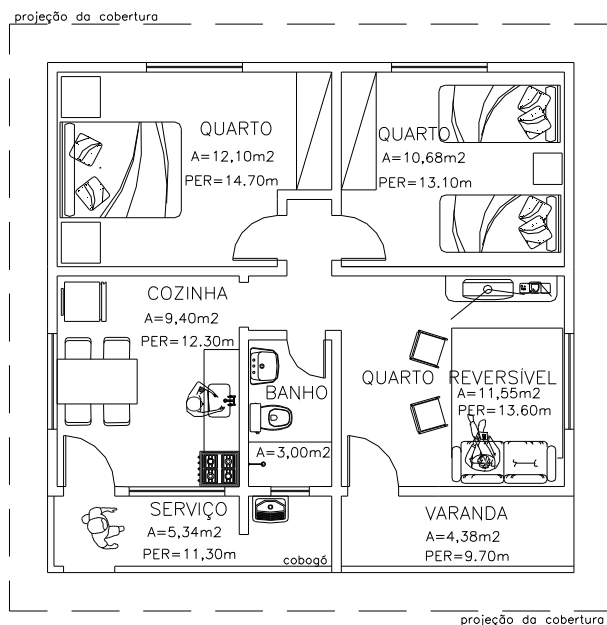 projeção da cobertura
QUARTO
A=12,10m2
PER=14.70m
QUARTO
A=10,68m2
PER=13.10m
COZINHA
A=9,40m2
PER=12.30m
BANHO
A=3,00m2
QUARTO REVERSÍVEL
A=11,55m2
PER=13.60m
SERVIÇO
A=5,34m2
PER=11,30m
cobogó
VARANDA
A=4,38m2
PER=9.70m
projeção da cobertura